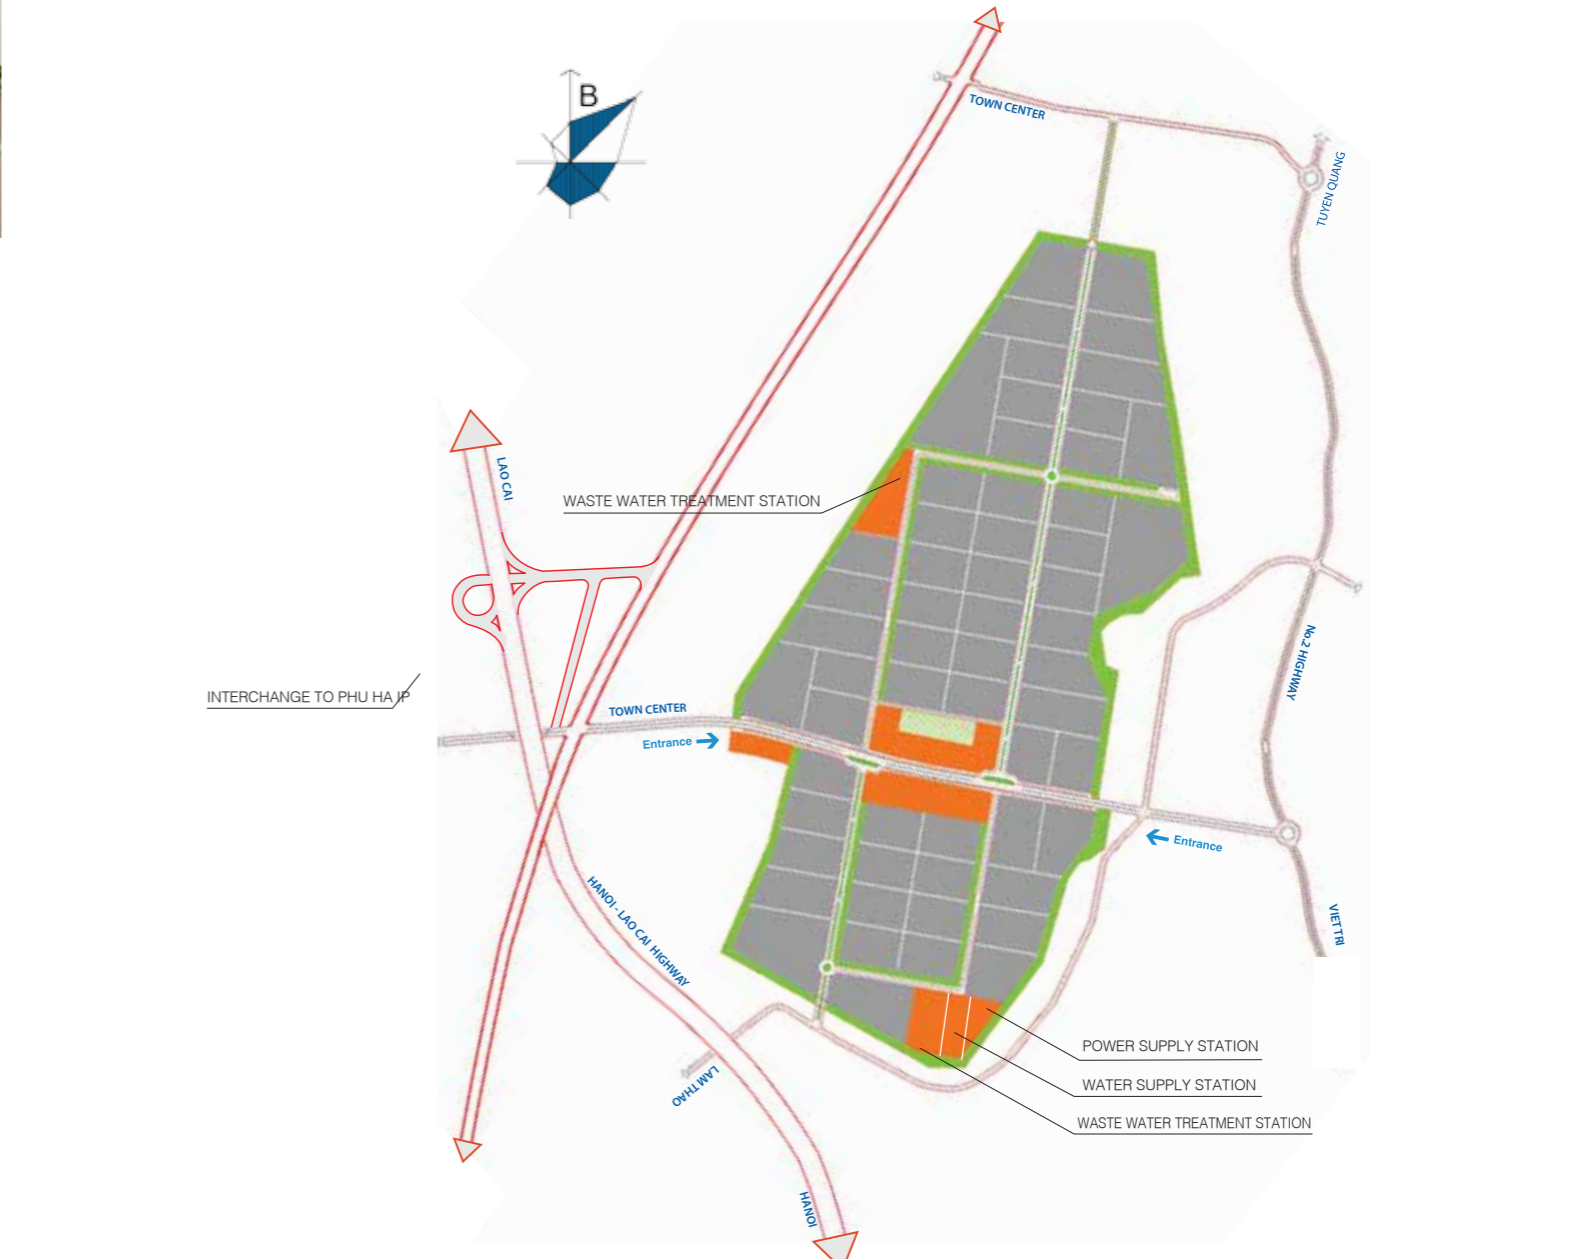 B
TOWN CENTER
TUYEN QUANG
LAO CAI
WASTE WATER TREATMENT STATION
INTERCHANGE TO PHU HA IP
TOWN CENTER
Entrance
No.2 HIGHWAY
Entrance
HANOI - LAO CAI HIGHWAY
VIET TRI
POWER SUPPLY STATION
LAM THAO
WATER SUPPLY STATION
WASTE WATER TREATMENT STATION
HANOI